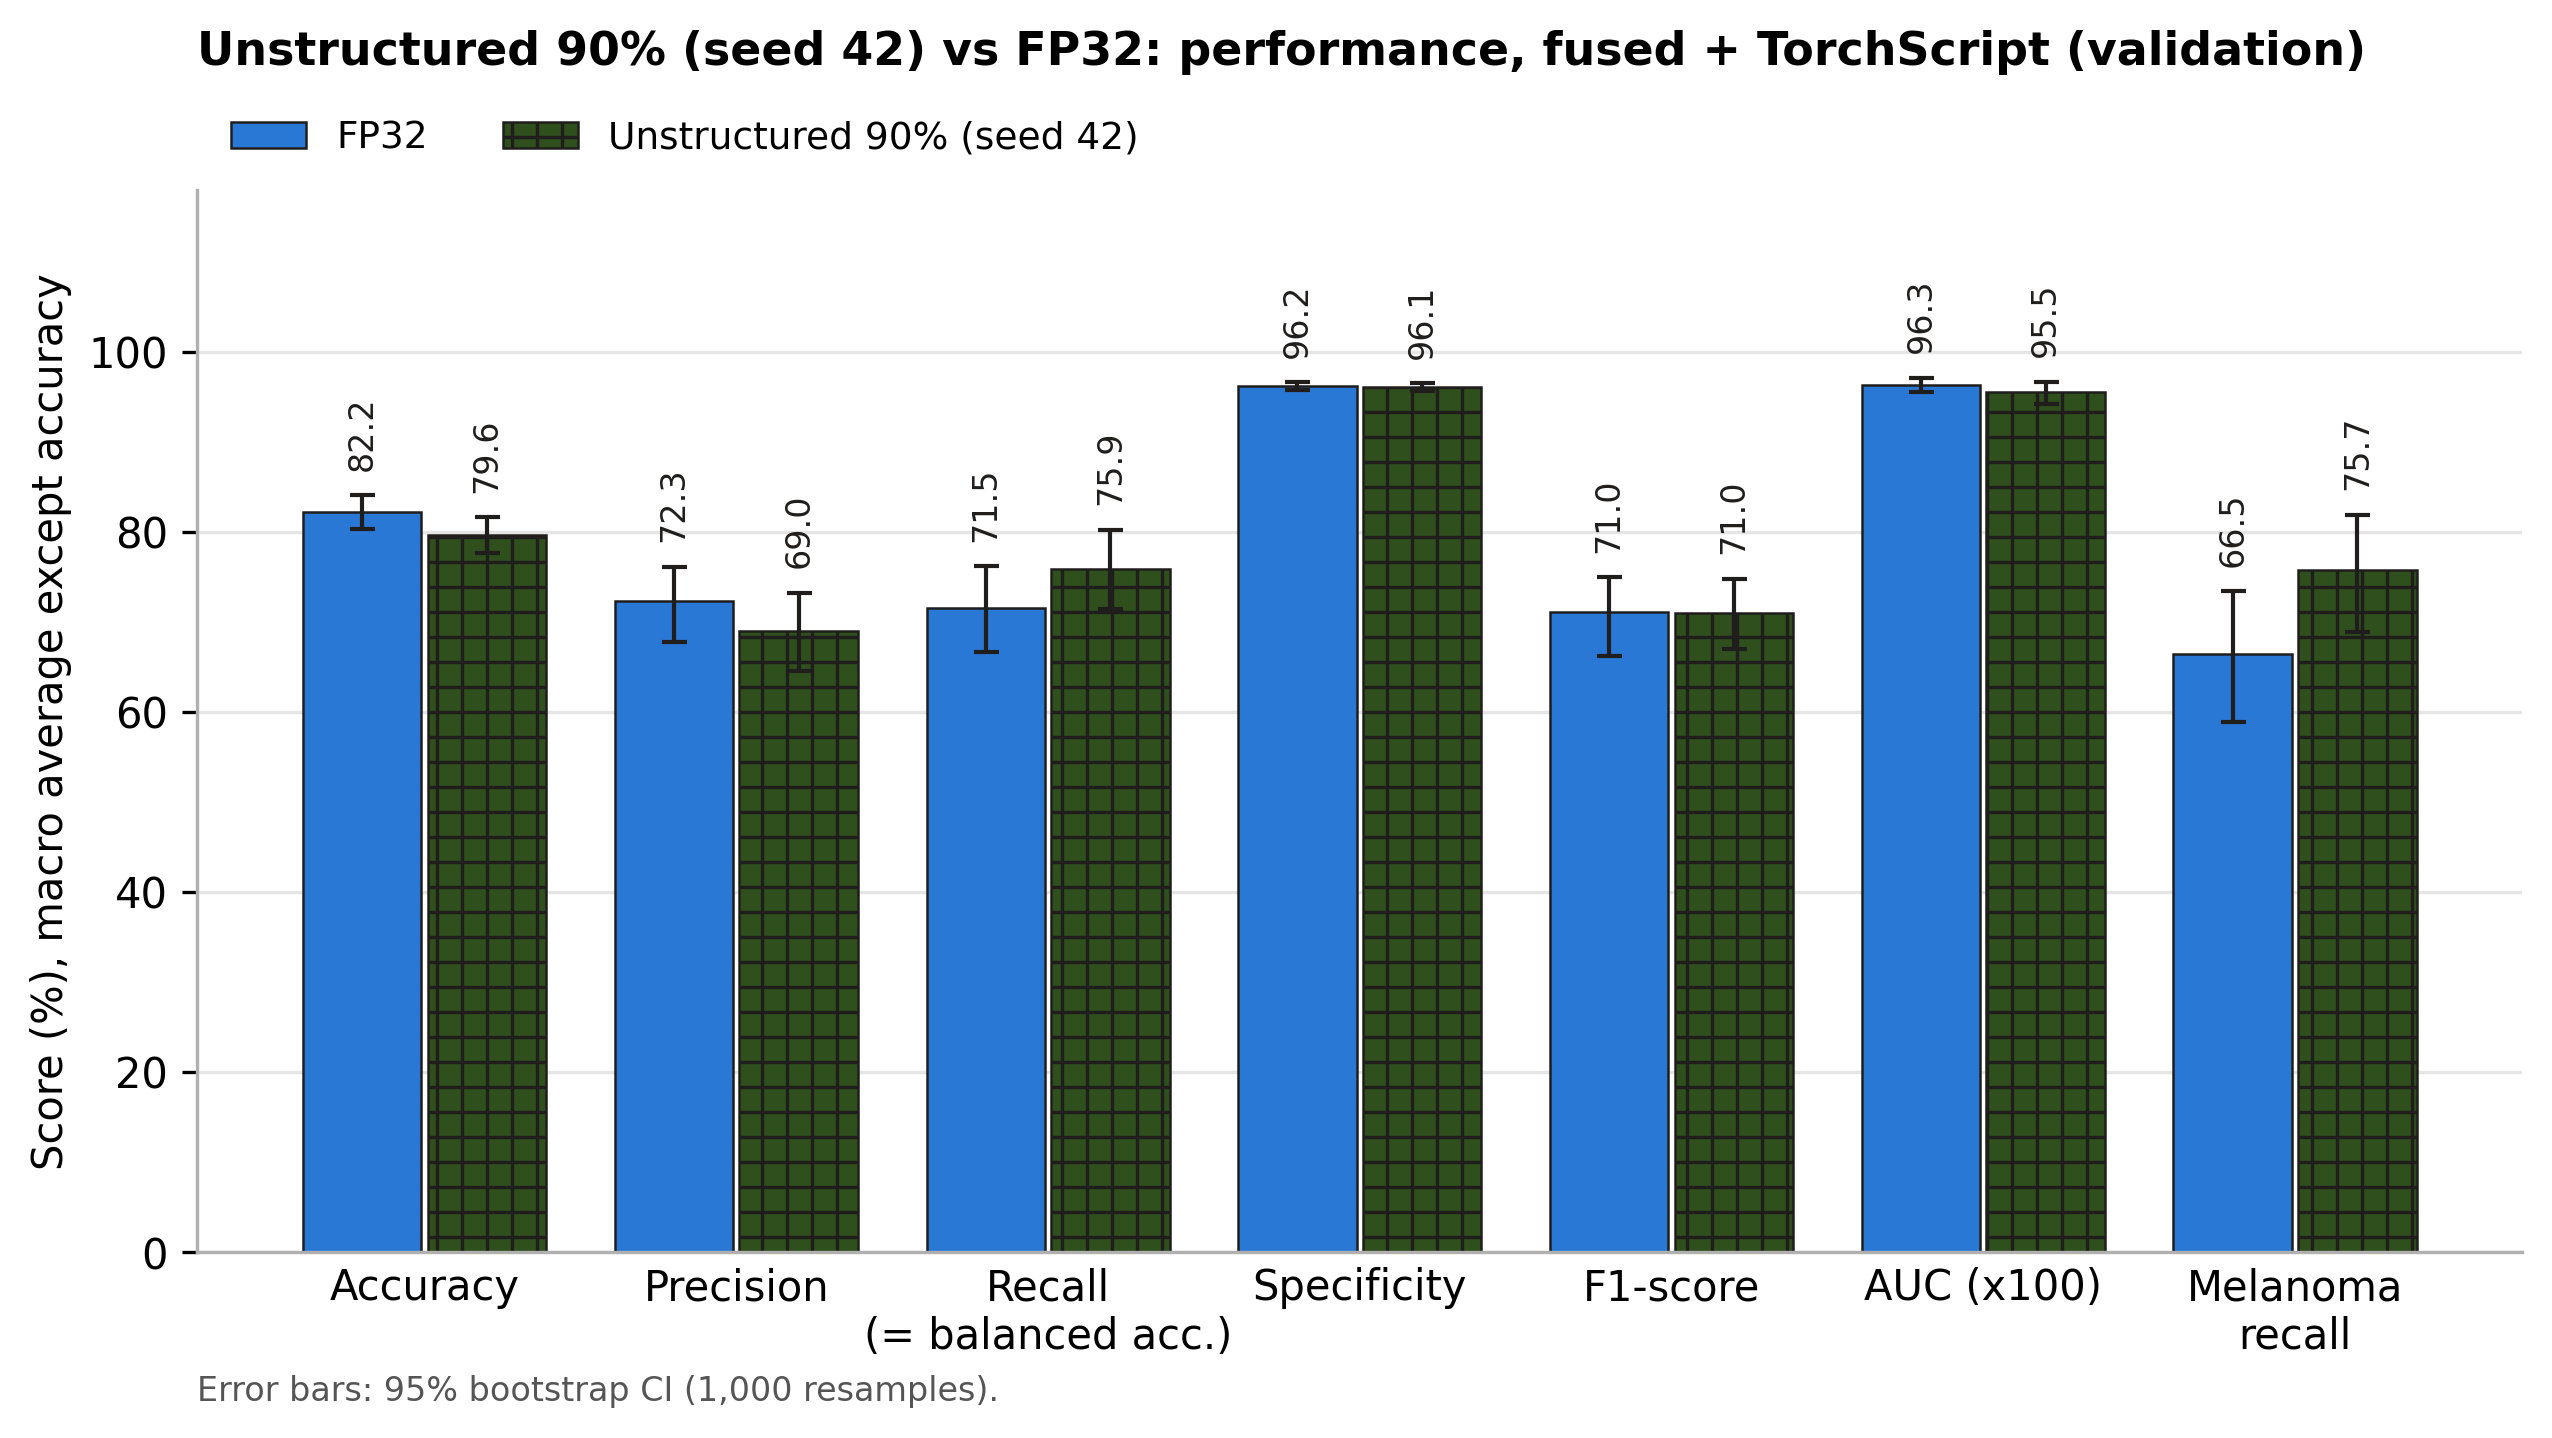 Unstructured 90% (seed 42) vs FP32: performance, fused + TorchScript (validation)
FP32
Unstructured 90% (seed 42)
Score (%), macro average except accuracy
100
80
60
40
20
0
82.2
79.6
72.3
69.0
71.5
75.9
96.2
96.1
71.0
71.0
96.3
95.5
66.5
75.7
Accuracy
Precision
Recall
(= balanced acc.)
Specificity
F1-score
AUC (x100)
Melanoma
recall
Error bars: 95% bootstrap CI (1,000 resamples).